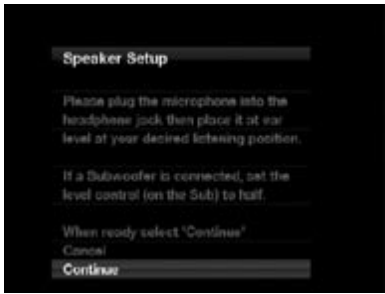 Speaker Setup
Please plug the microphone into the
headphone jack then place it at ear
level at your desired listening position.
If a Subwoofer is connected, set the
level control (on the Sub) to half.
When ready select "Continue"
Cancel
Continue